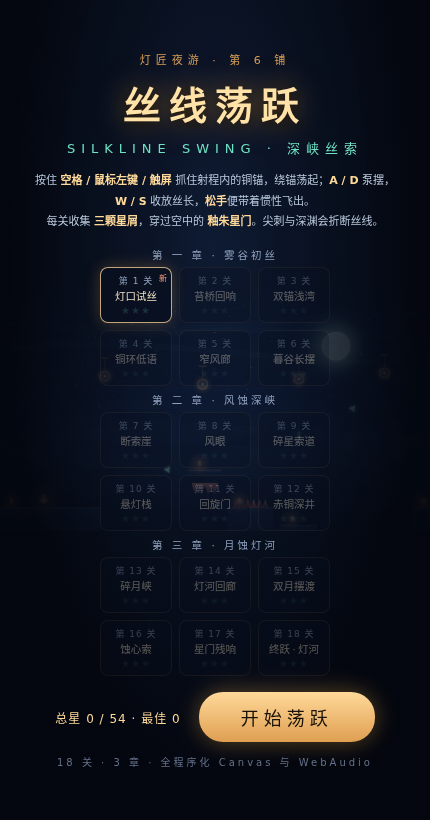 灯匠夜游 · 第 6 铺
丝线荡跃
SILKLINE SWING · 深峡丝索
按住 空格 / 鼠标左键 / 触屏 抓住射程内的铜锚，绕锚荡起；A / D 泵摆，
W / S 收放丝长，松手便带着惯性飞出。
每关收集 三颗星屑，穿过空中的 釉朱星门。尖刺与深渊会折断丝线。
第一章 · 雾谷初丝
第 1 关 新
灯口试丝
★★★
第 2 关
苔桥回响
★★★
第 3 关
双锚浅湾
★★★
第 4 关
铜环低语
★★★
第 5 关
窄风廊
★★★
第 6 关
暮谷长摆
★★★
第二章 · 风蚀深峡
第 7 关
断索崖
★★★
第 8 关
风眼
★★★
第 9 关
碎星索道
★★★
第 10 关
悬灯栈
★★★
第 11 关
回旋门
★★★
第 12 关
赤铜深井
★★★
第三章 · 月蚀灯河
第 13 关
碎月峡
★★★
第 14 关
灯河回廊
★★★
第 15 关
双月摆渡
★★★
第 16 关
蚀心索
★★★
第 17 关
星门残响
★★★
第 18 关
终跃 · 灯河
★★★
总星 0 / 54 · 最佳 0
开始荡跃
18 关 · 3 章 · 全程序化 Canvas 与 WebAudio